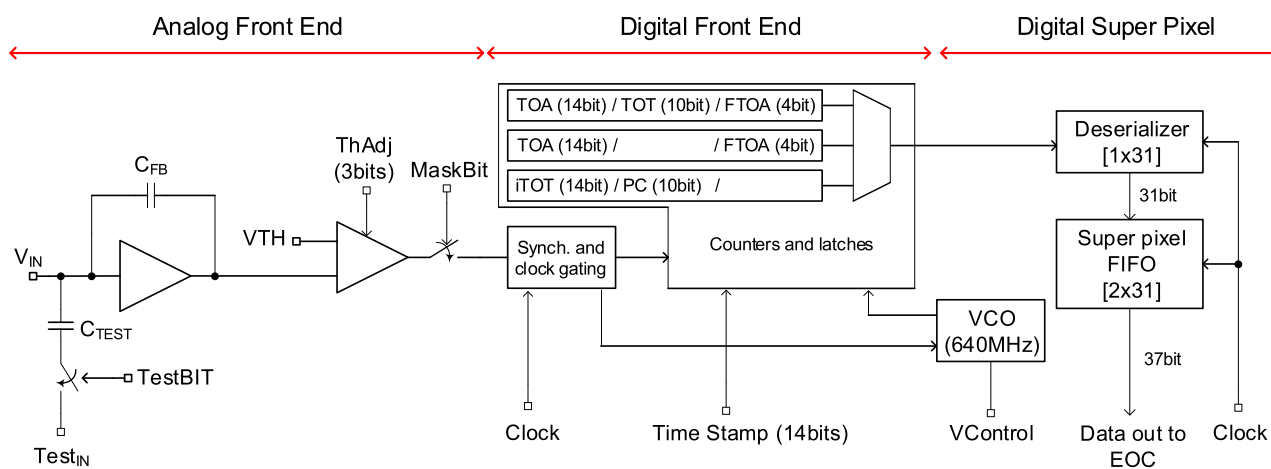 Analog Front End
Digital Front End
Digital Super Pixel
TOA (14bit) / TOT (10bit) / FTOA (4bit)
TOA (14bit) / / FTOA (4bit)
iTOT (14bit) / PC (10bit) /
Deserializer
[1x31]
31bit
ThAdj
(3bits)
MaskBit
CFB
VTH
VIN
Synch. and
clock gating
Counters and latches
Super pixel
FIFO
[2x31]
CTEST
VCO
(640MHz)
37bit
TestBIT
TestIN
Clock
Time Stamp (14bits)
VControl
Data out to
EOC
Clock